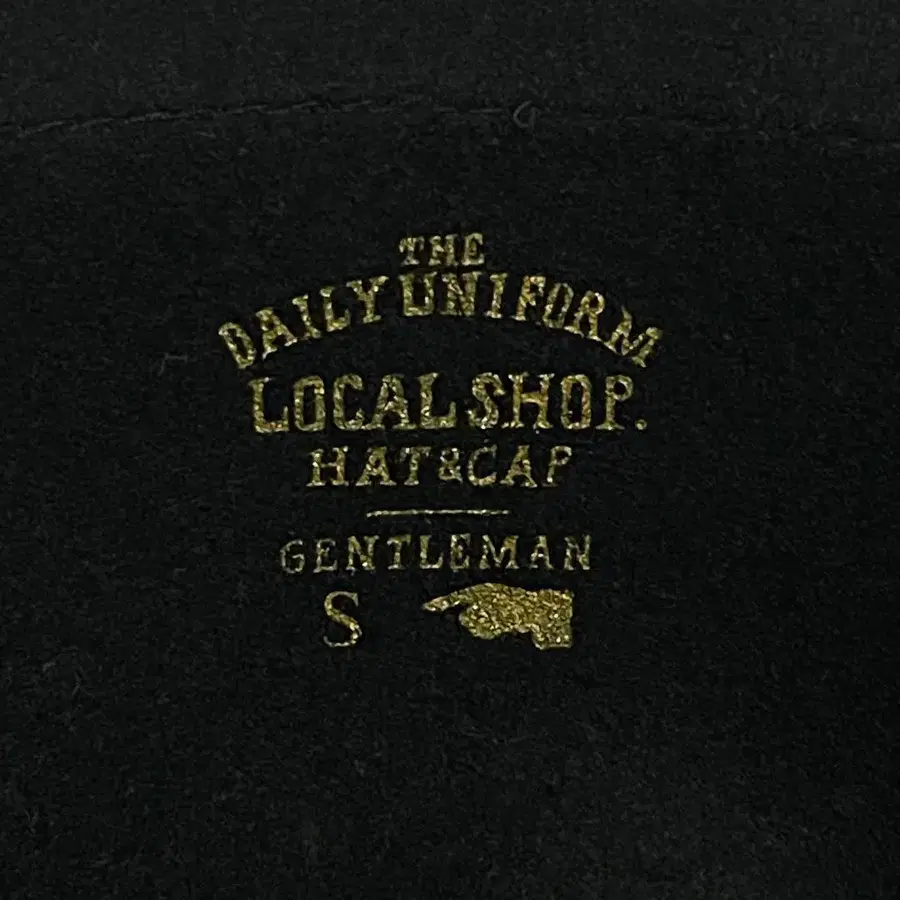 THE
DAILY UNIFORM
LOCAL SHOP.
HAT & CAP
GENTLEMAN
S